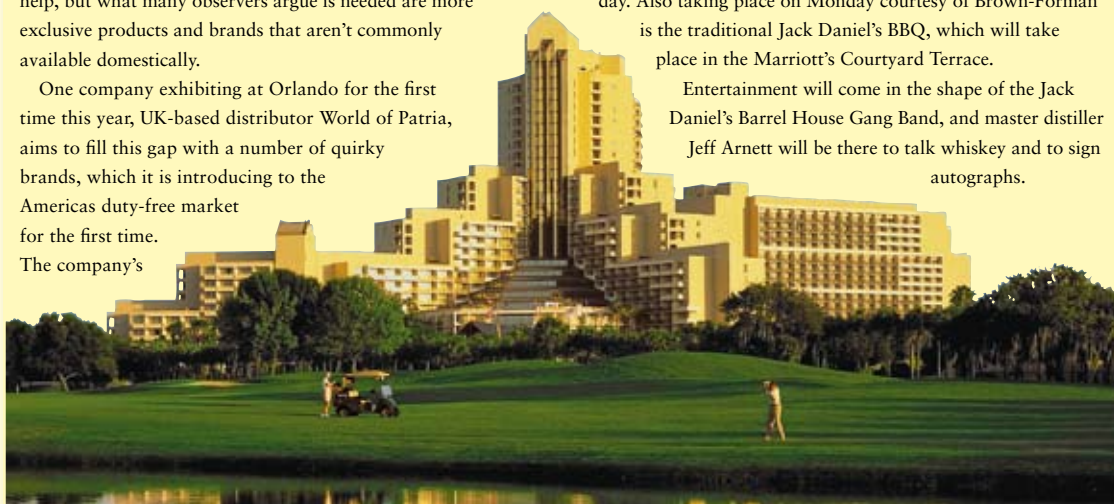 help, but what many observers argue is needed are more
exclusive products and brands that aren't commonly
available domestically.
One company exhibiting at Orlando for the first
time this year, UK-based distributor World of Patria,
aims to fill this gap with a number of quirky
brands, which it is introducing to the
Americas duty-free market
for the first time.
The company's
day. Also taking place on Monday courtesy of Brown-Forman
is the traditional Jack Daniel's BBQ, which will take
place in the Marriott's Courtyard Terrace.
Entertainment will come in the shape of the Jack
Daniel's Barrel House Gang Band, and master distiller
Jeff Arnett will be there to talk whiskey and to sign
autographs.